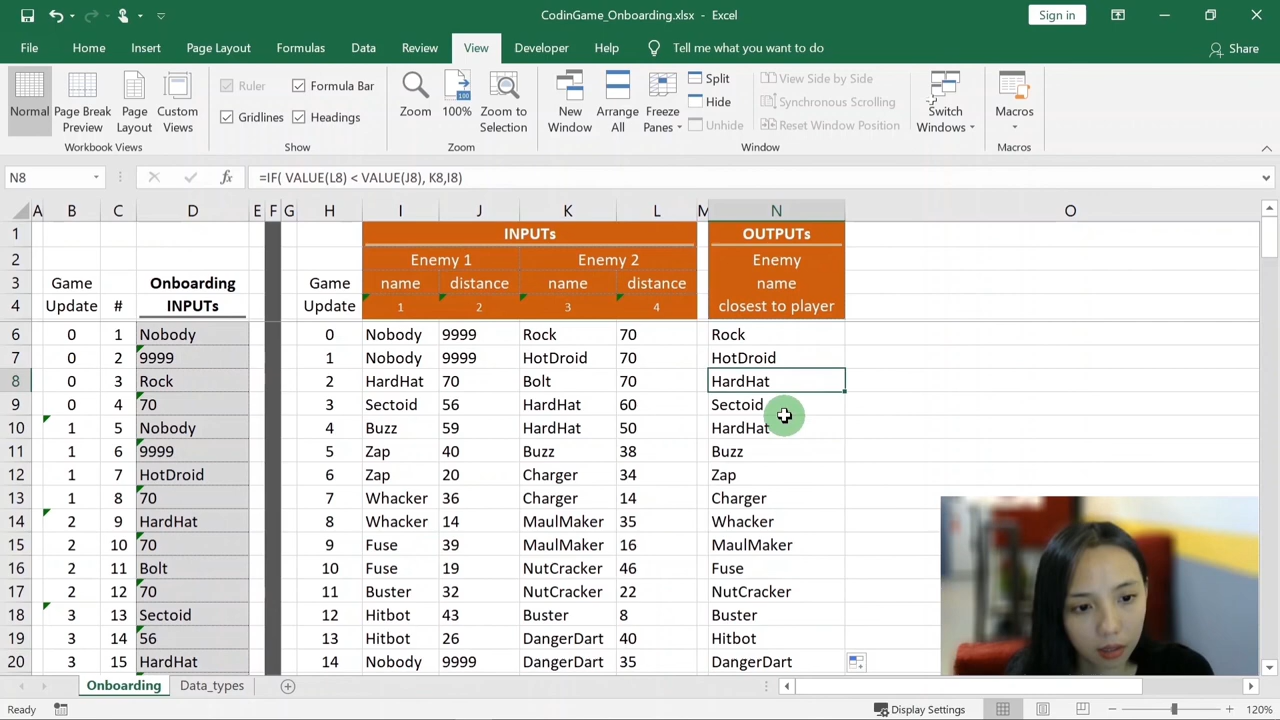 CodinGame_Onboarding.xlsx - Excel
Sign in
File Home Insert Page Layout Formulas Data Review View Developer Help Tell me what you want to do Share
Normal
Page Break Preview
Page Layout
Custom Views
Workbook Views
Ruler
Formula Bar
Gridlines
Headings
Show
Zoom
100%
Zoom to Selection
Zoom
New Window
Arrange All
Freeze Panes
Split
Hide
Unhide
View Side by Side
Synchronous Scrolling
Reset Window Position
Window
Switch Windows
Macros
Macros
N8 fx =IF( VALUE(L8) < VALUE(J8), K8,I8)
A B C D E F G H I J K L M N O
1 INPUTs OUTPUTs
2 Enemy 1 Enemy 2 Enemy
3 Game Onboarding Game name distance name distance name
4 Update # INPUTs Update 1 2 3 4 closest to player
6 0 1 Nobody 0 Nobody 9999 Rock 70 Rock
7 0 2 9999 1 Nobody 9999 HotDroid 70 HotDroid
8 0 3 Rock 2 HardHat 70 Bolt 70 HardHat
9 0 4 70 3 Sectoid 56 HardHat 60 Sectoid
10 1 5 Nobody 4 Buzz 59 HardHat 50 HardHat
11 1 6 9999 5 Zap 40 Buzz 38 Buzz
12 1 7 HotDroid 6 Zap 20 Charger 34 Zap
13 1 8 70 7 Whacker 36 Charger 14 Charger
14 2 9 HardHat 8 Whacker 14 MaulMaker 35 Whacker
15 2 10 70 9 Fuse 39 MaulMaker 16 MaulMaker
16 2 11 Bolt 10 Fuse 19 NutCracker 46 Fuse
17 2 12 70 11 Buster 32 NutCracker 22 NutCracker
18 3 13 Sectoid 12 Hitbot 43 Buster 8 Buster
19 3 14 56 13 Hitbot 26 DangerDart 40 Hitbot
20 3 15 HardHat 14 Nobody 9999 DangerDart 35 DangerDart
Onboarding Data_types
Ready Display Settings 120%